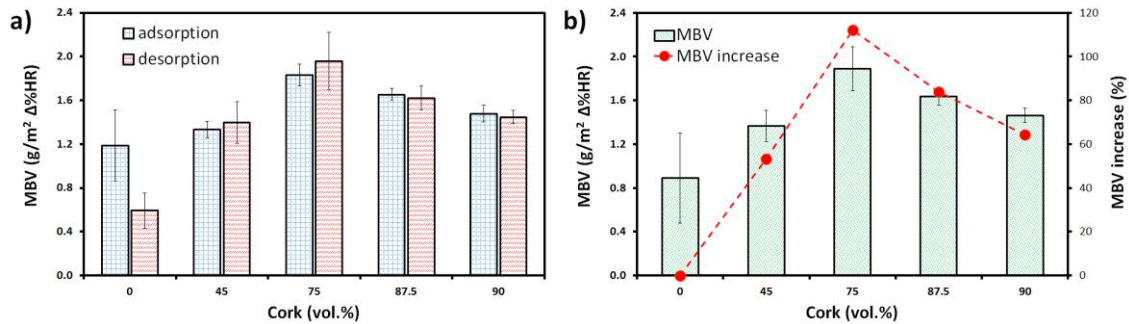 a)
MBV (g/m² Δ%HR)
2.4
2.0
1.6
1.2
0.8
0.4
0.0
adsorption
desorption
0 45 75 87.5 90
Cork (vol.%)
b)
MBV (g/m² Δ%HR)
2.4
2.0
1.6
1.2
0.8
0.4
0.0
MBV
MBV increase
120
100
80
60
40
20
0
MBV increase (%)
0 45 75 87.5 90
Cork (vol.%)